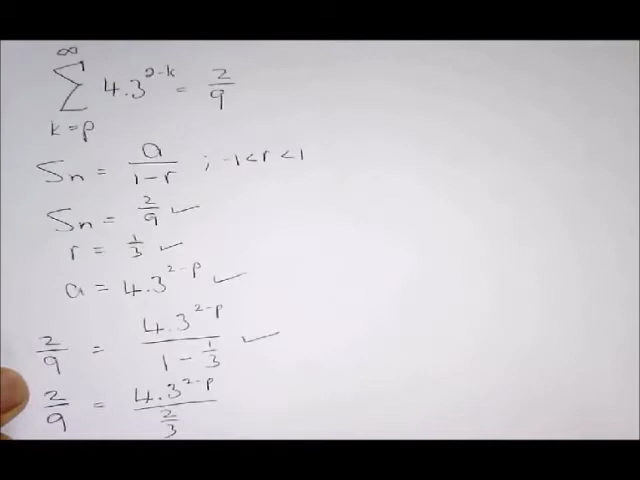 ∞
∑ 4.3^{2-k} = 2/9
k = p
Sn = a/(1-r) ; -1<r<1
Sn = 2/9 ✓
r = 1/3 ✓
a = 4.3^{2-p} ✓
2/9 = 4.3^{2-p}/(1 - 1/3) ✓
2/9 = 4.3^{2-p}/(2/3)